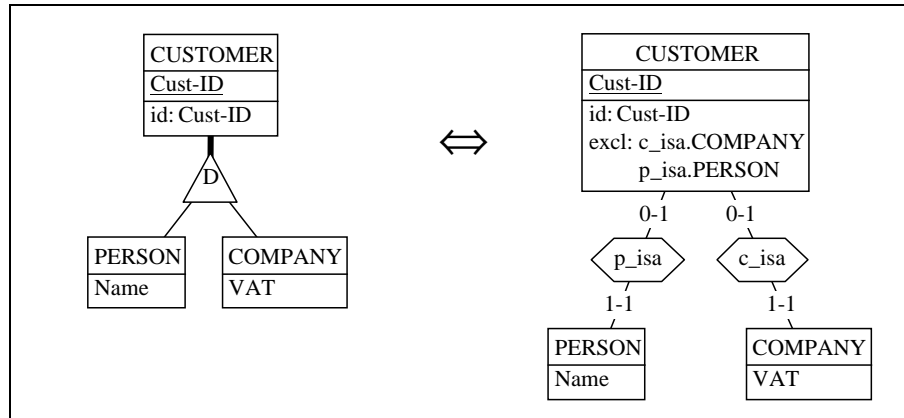 CUSTOMER
Cust-ID
id: Cust-ID
D
PERSON
Name
COMPANY
VAT
⇔
CUSTOMER
Cust-ID
id: Cust-ID
excl: c_isa.COMPANY
p_isa.PERSON
0-1
0-1
p_isa
c_isa
1-1
1-1
PERSON
Name
COMPANY
VAT